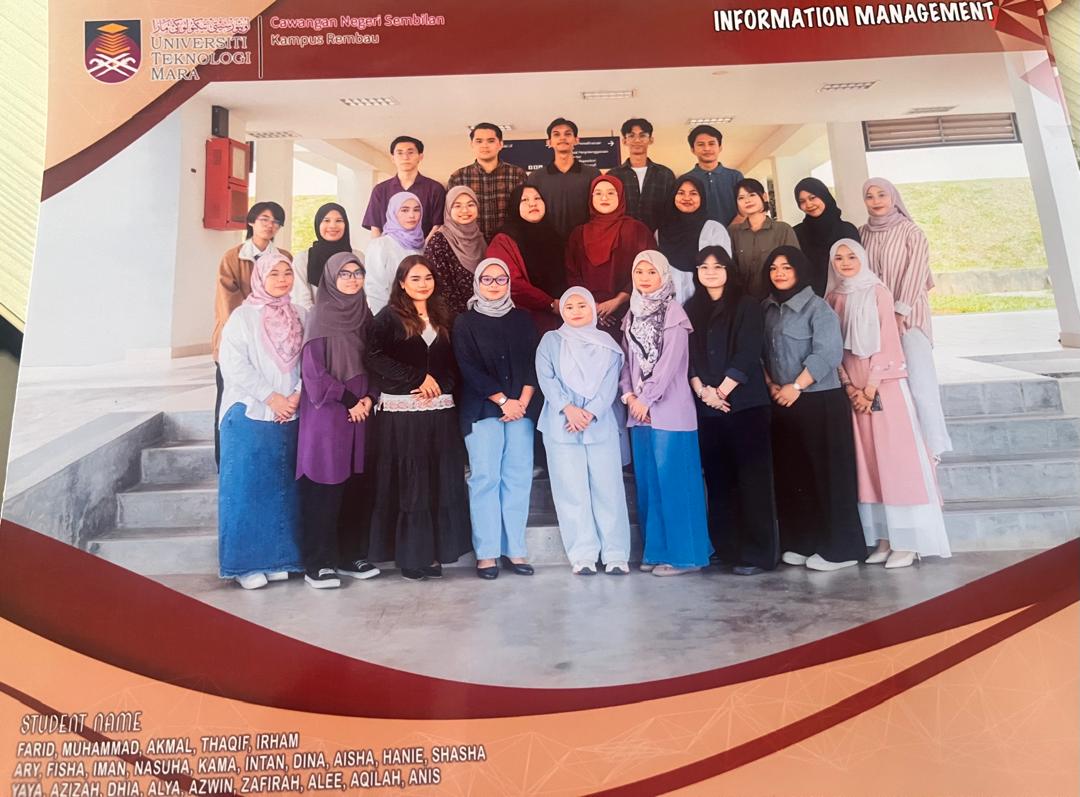 UNIVERSITI
TEKNOLOGI
MARA
Cawangan Negeri Sembilan
Kampus Rembau
INFORMATION MANAGEMENT
STUDENT NAME
FARID, MUHAMMAD, AKMAL, THAQIF, IRHAM
ARY, FISHA, IMAN, NASUHA, KAMA, INTAN, DINA, AISHA, HANIE, SHASHA
YAYA, AZIZAH, DHIA, ALYA, AZWIN, ZAFIRAH, ALEE, AQILAH, ANIS